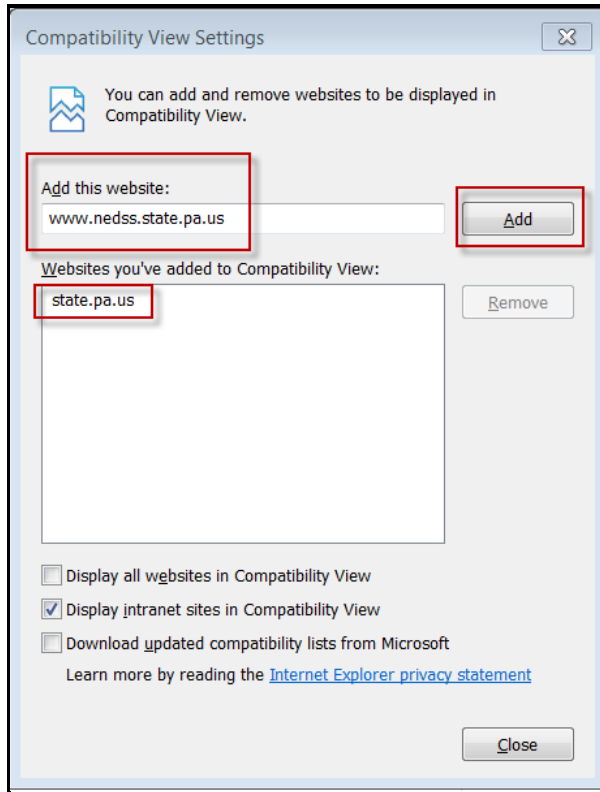 Compatibility View Settings
You can add and remove websites to be displayed in
Compatibility View.
Add this website:
www.nedss.state.pa.us
Add
Websites you've added to Compatibility View:
state.pa.us
Remove
Display all websites in Compatibility View
Display intranet sites in Compatibility View
Download updated compatibility lists from Microsoft
Learn more by reading the Internet Explorer privacy statement
Close